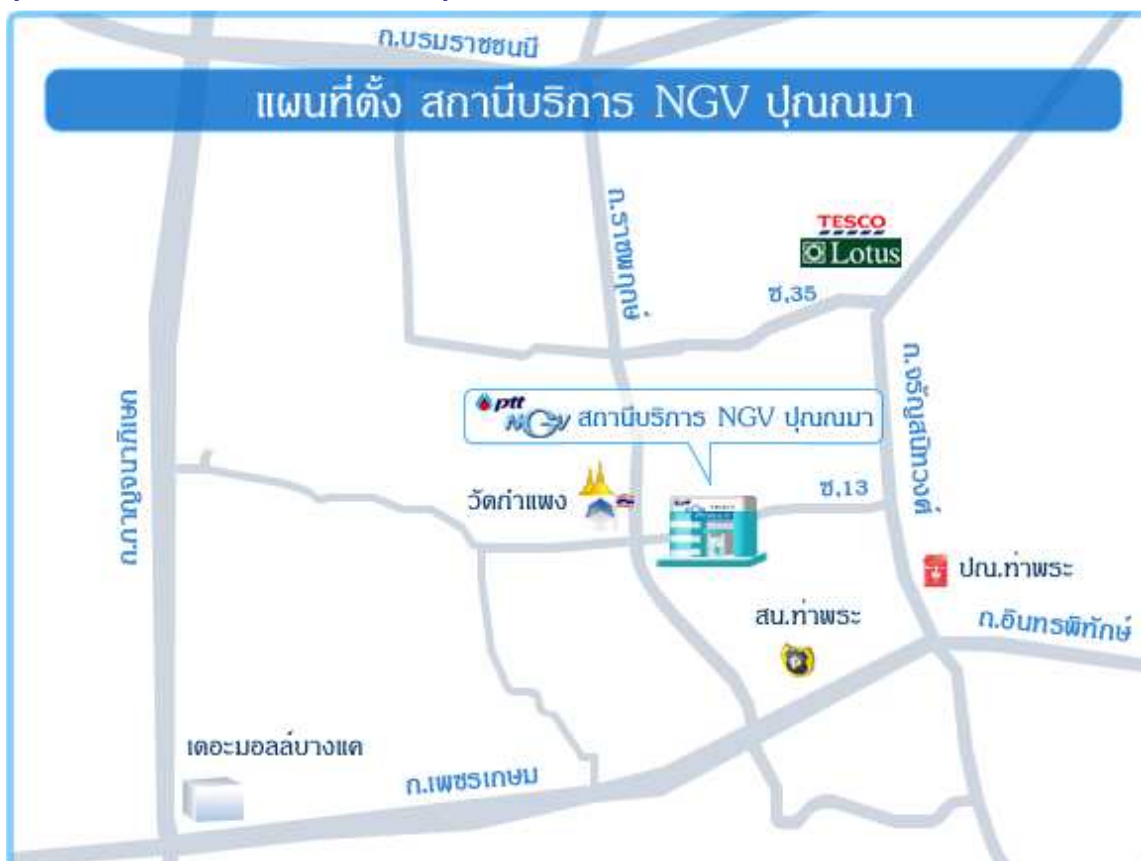 ถ.บรมราชชนนี
แผนที่ตั้ง สถานีบริการ NGV ปุณณมา
ถ.ราชพฤกษ์
TESCO
Lotus
ซ.35
ถ.จรัญสนิทวงศ์
ถ.กาญจนาภิเษก
ptt
NGV สถานีบริการ NGV ปุณณมา
วัดกำแพง
ซ.13
ปณ.ท่าพระ
สน.ท่าพระ
ถ.อินทรพิทักษ์
เดอะมอลล์บางแค
ถ.เพชรเกษม